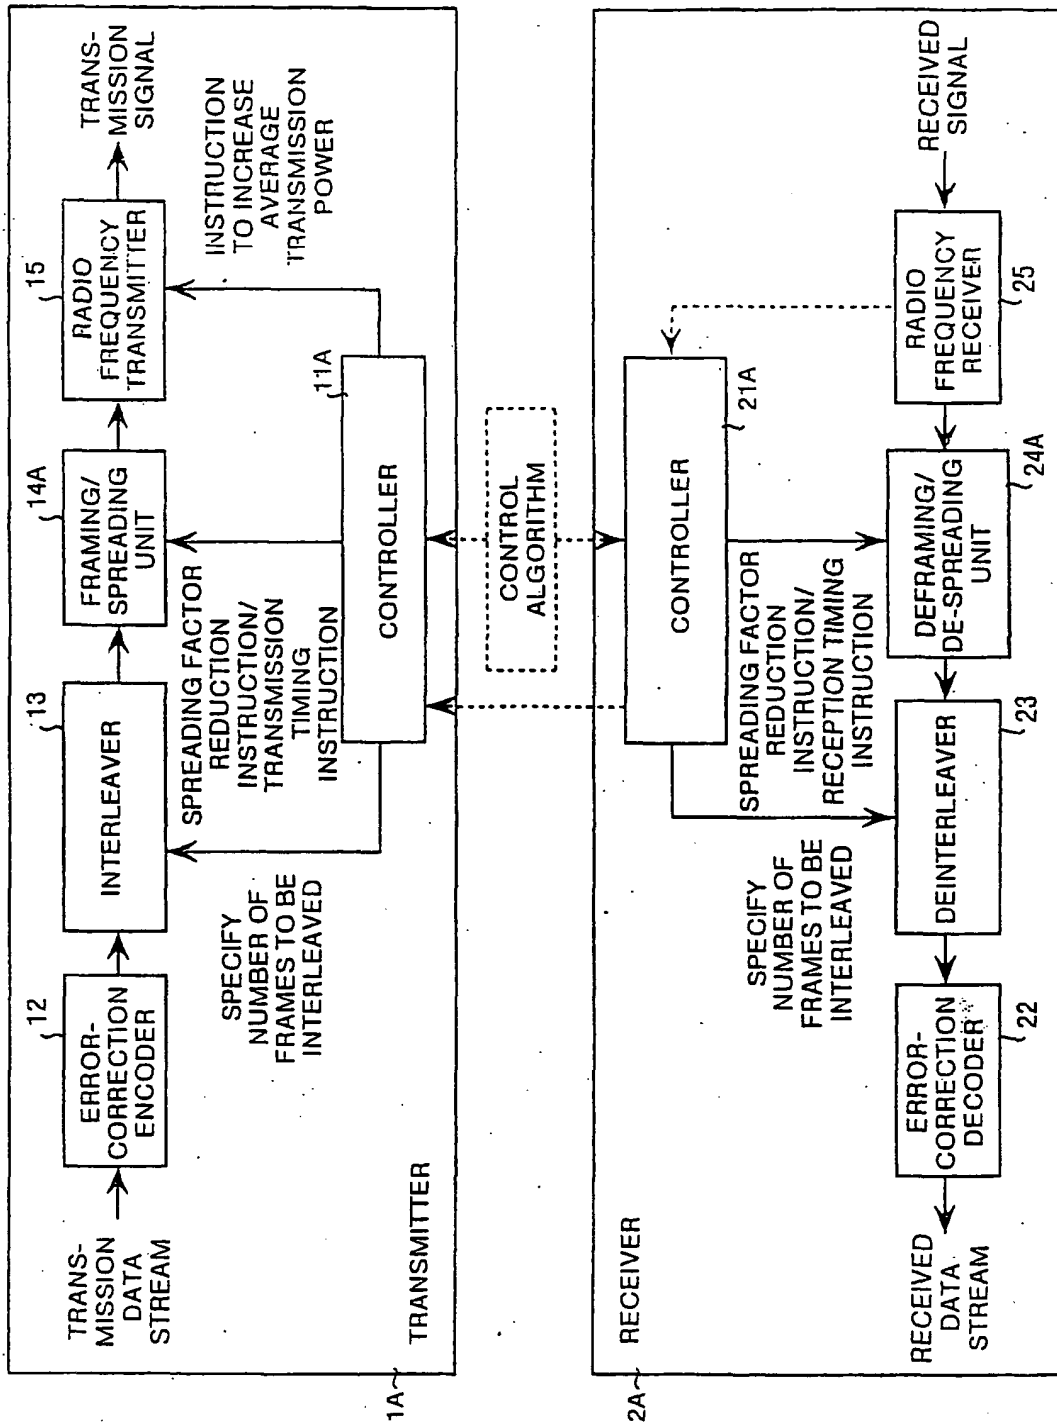 1A
TRANSMITTER
TRANS-
MISSION
DATA
STREAM
12
ERROR-
CORRECTION
ENCODER
13
INTERLEAVER
14A
FRAMING/
SPREADING
UNIT
15
RADIO
FREQUENCY
TRANSMITTER
TRANS-
MISSION
SIGNAL
SPECIFY
NUMBER OF
FRAMES TO BE
INTERLEAVED
SPREADING FACTOR
REDUCTION
INSTRUCTION/
TRANSMISSION
TIMING
INSTRUCTION
INSTRUCTION
TO INCREASE
AVERAGE
TRANSMISSION
POWER
11A
CONTROLLER
CONTROL
ALGORITHM
2A
RECEIVER
CONTROLLER
21A
SPECIFY
NUMBER OF
FRAMES TO BE
INTERLEAVED
SPREADING FACTOR
REDUCTION
INSTRUCTION/
RECEPTION TIMING
INSTRUCTION
RECEIVED
DATA
STREAM
ERROR-
CORRECTION
DECODER
22
DEINTERLEAVER
23
DEFRAMING/
DE-SPREADING
UNIT
24A
RADIO
FREQUENCY
RECEIVER
25
RECEIVED
SIGNAL